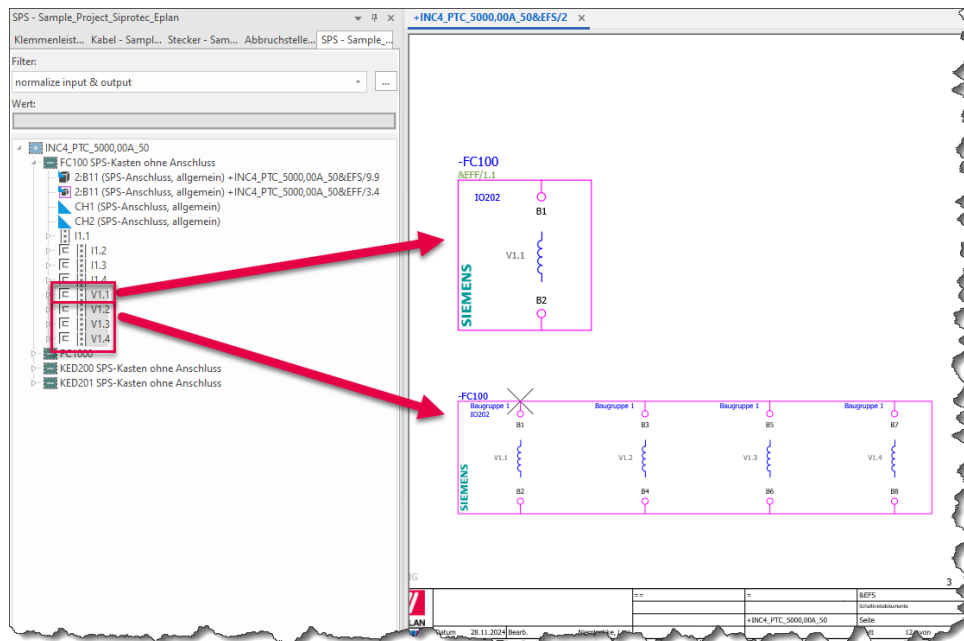 SPS - Sample_Project_Siprotec_Eplan
Klemmenleist... Kabel - Sampl... Stecker - Sam... Abbruchstelle... SPS - Sample_...
Filter:
normalize input & output
...
Wert:
INC4_PTC_5000,00A_50
FC100 SPS-Kasten ohne Anschluss
2:B11 (SPS-Anschluss, allgemein) +INC4_PTC_5000,00A_50&EFS/9.9
2:B11 (SPS-Anschluss, allgemein) +INC4_PTC_5000,00A_50&EFF/3.4
CH1 (SPS-Anschluss, allgemein)
CH2 (SPS-Anschluss, allgemein)
I1.1
I1.2
I1.3
I1.4
V1.1
V1.2
V1.3
V1.4
FC1000
KED200 SPS-Kasten ohne Anschluss
KED201 SPS-Kasten ohne Anschluss
+INC4_PTC_5000,00A_50&EFS/2
-FC100
&EFF/1.1
IO202
B1
V1.1
B2
SIEMENS
-FC100
Baugruppe 1 Baugruppe 1 Baugruppe 1 Baugruppe 1
IO202
B1 B3 B5 B7
V1.1 V1.2 V1.3 V1.4
B2 B4 B6 B8
SIEMENS
3
== = &EFS
Schaltkreisdokumente
+INC4_PTC_5000,00A_50 Seite
Datum 28.11.2024 Bearb.
12 von